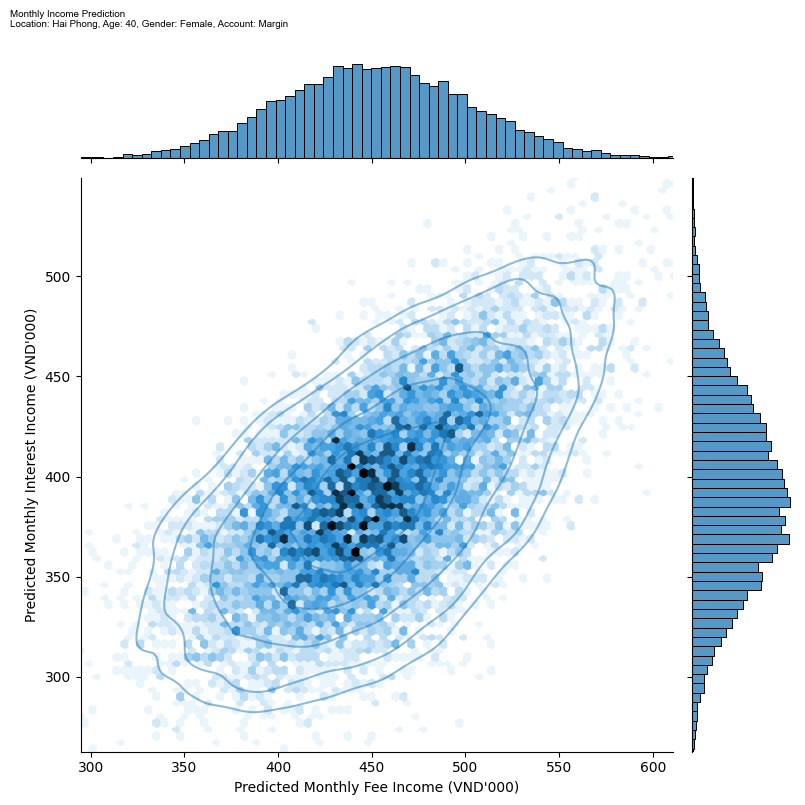 Monthly Income Prediction
Location: Hai Phong, Age: 40, Gender: Female, Account: Margin
500
450
400
350
300
Predicted Monthly Interest Income (VND'000)
300 350 400 450 500 550 600
Predicted Monthly Fee Income (VND'000)